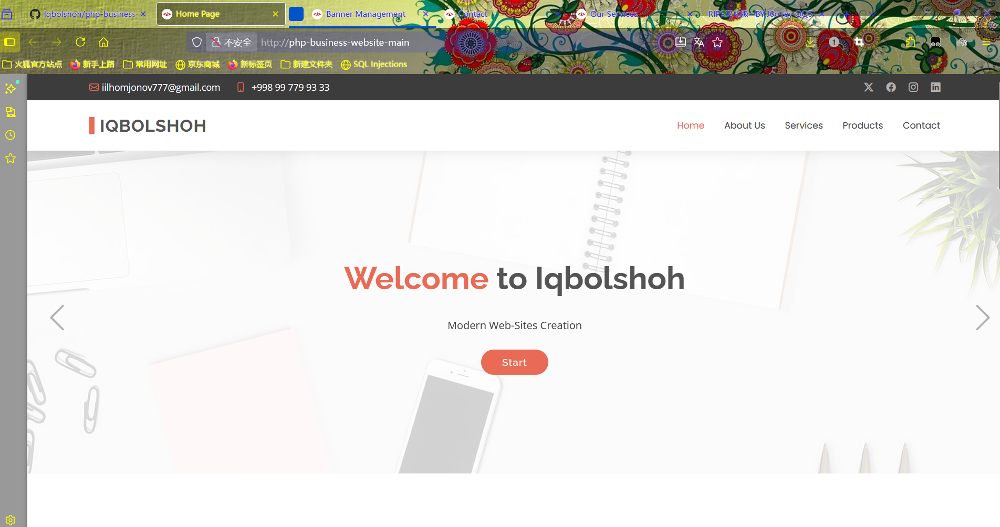 Iqbolshoh/php-business
Home Page
Banner Management
Contact
Our Services
RIPS汉化版--BY:J0o1ey QQ5
不安全
http://php-business-website-main
1
火狐官方站点
新手上路
常用网址
京东商城
新标签页
新建文件夹
SQL Injections
iilhomjonov777@gmail.com
+998 99 779 93 33
IQBOLSHOH
Home
About Us
Services
Products
Contact
Welcome to Iqbolshoh
Modern Web-Sites Creation
Start